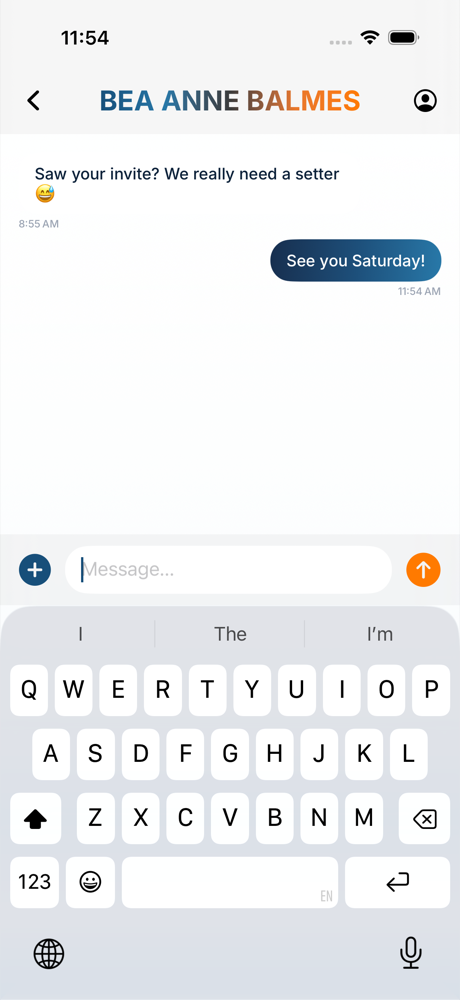 11:54
BEA ANNE BALMES
Saw your invite? We really need a setter
😅
8:55 AM
See you Saturday!
11:54 AM
Message...
I The I'm
Q W E R T Y U I O P
A S D F G H J K L
Z X C V B N M
123
EN